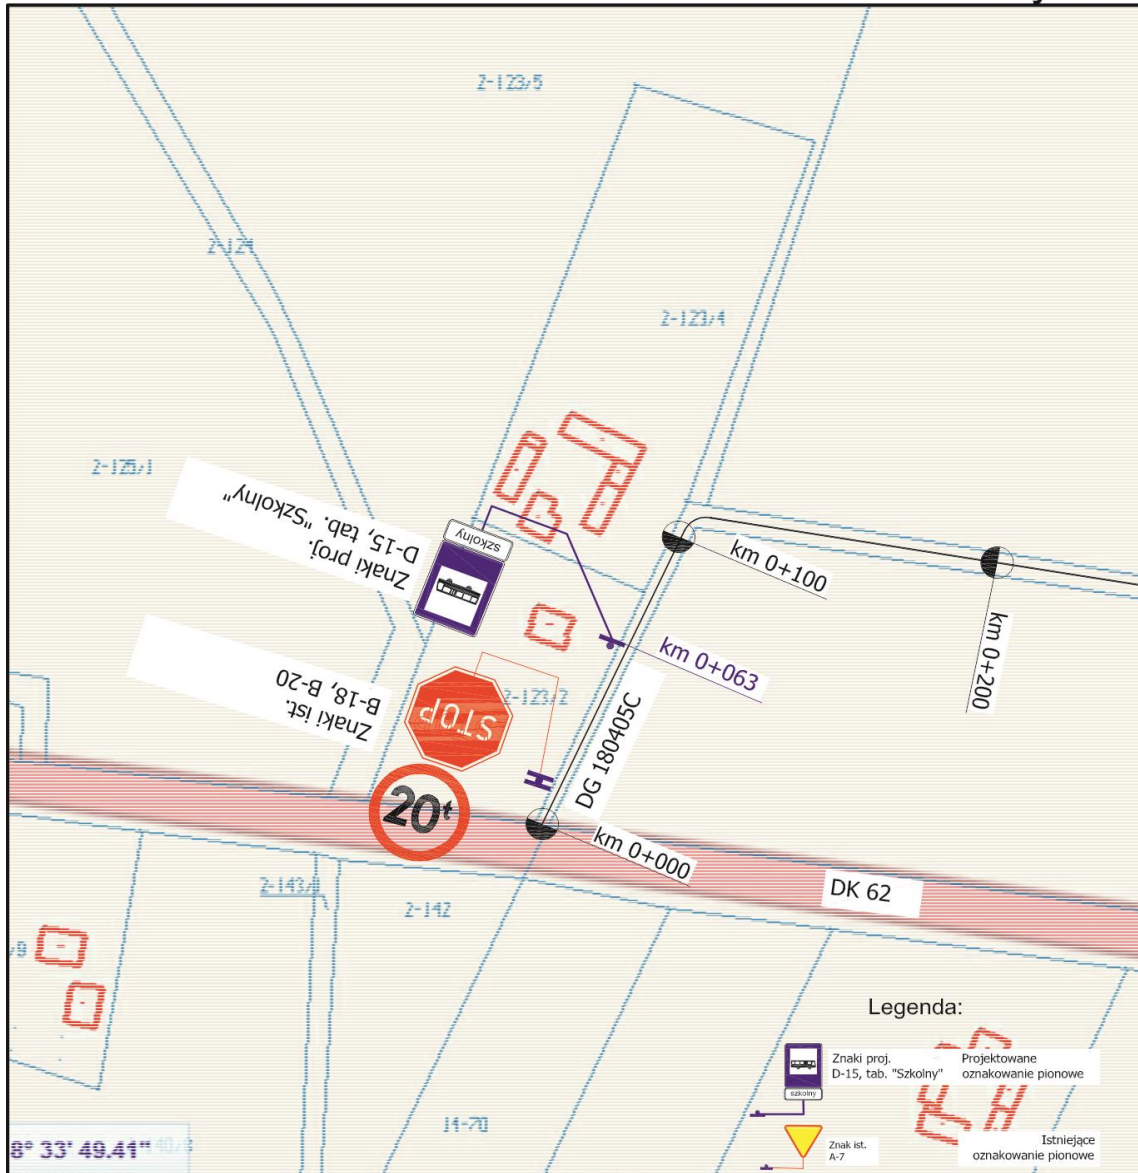 2-123/5
2-124
2-123/4
2-125/1
Znaki proj.
D-15, tab. "Szkolny"
szkolny
km 0+100
km 0+200
km 0+063
Znaki ist.
B-18, B-20
STOP
2-123/2
DG 180405C
20t
km 0+000
DK 62
2-143/1
2-142
Legenda:
Znaki proj.
D-15, tab. "Szkolny"
Projektowane
oznakowanie pionowe
szkolny
14-70
8° 33' 49.41"
Znak ist.
A-7
Istniejące
oznakowanie pionowe